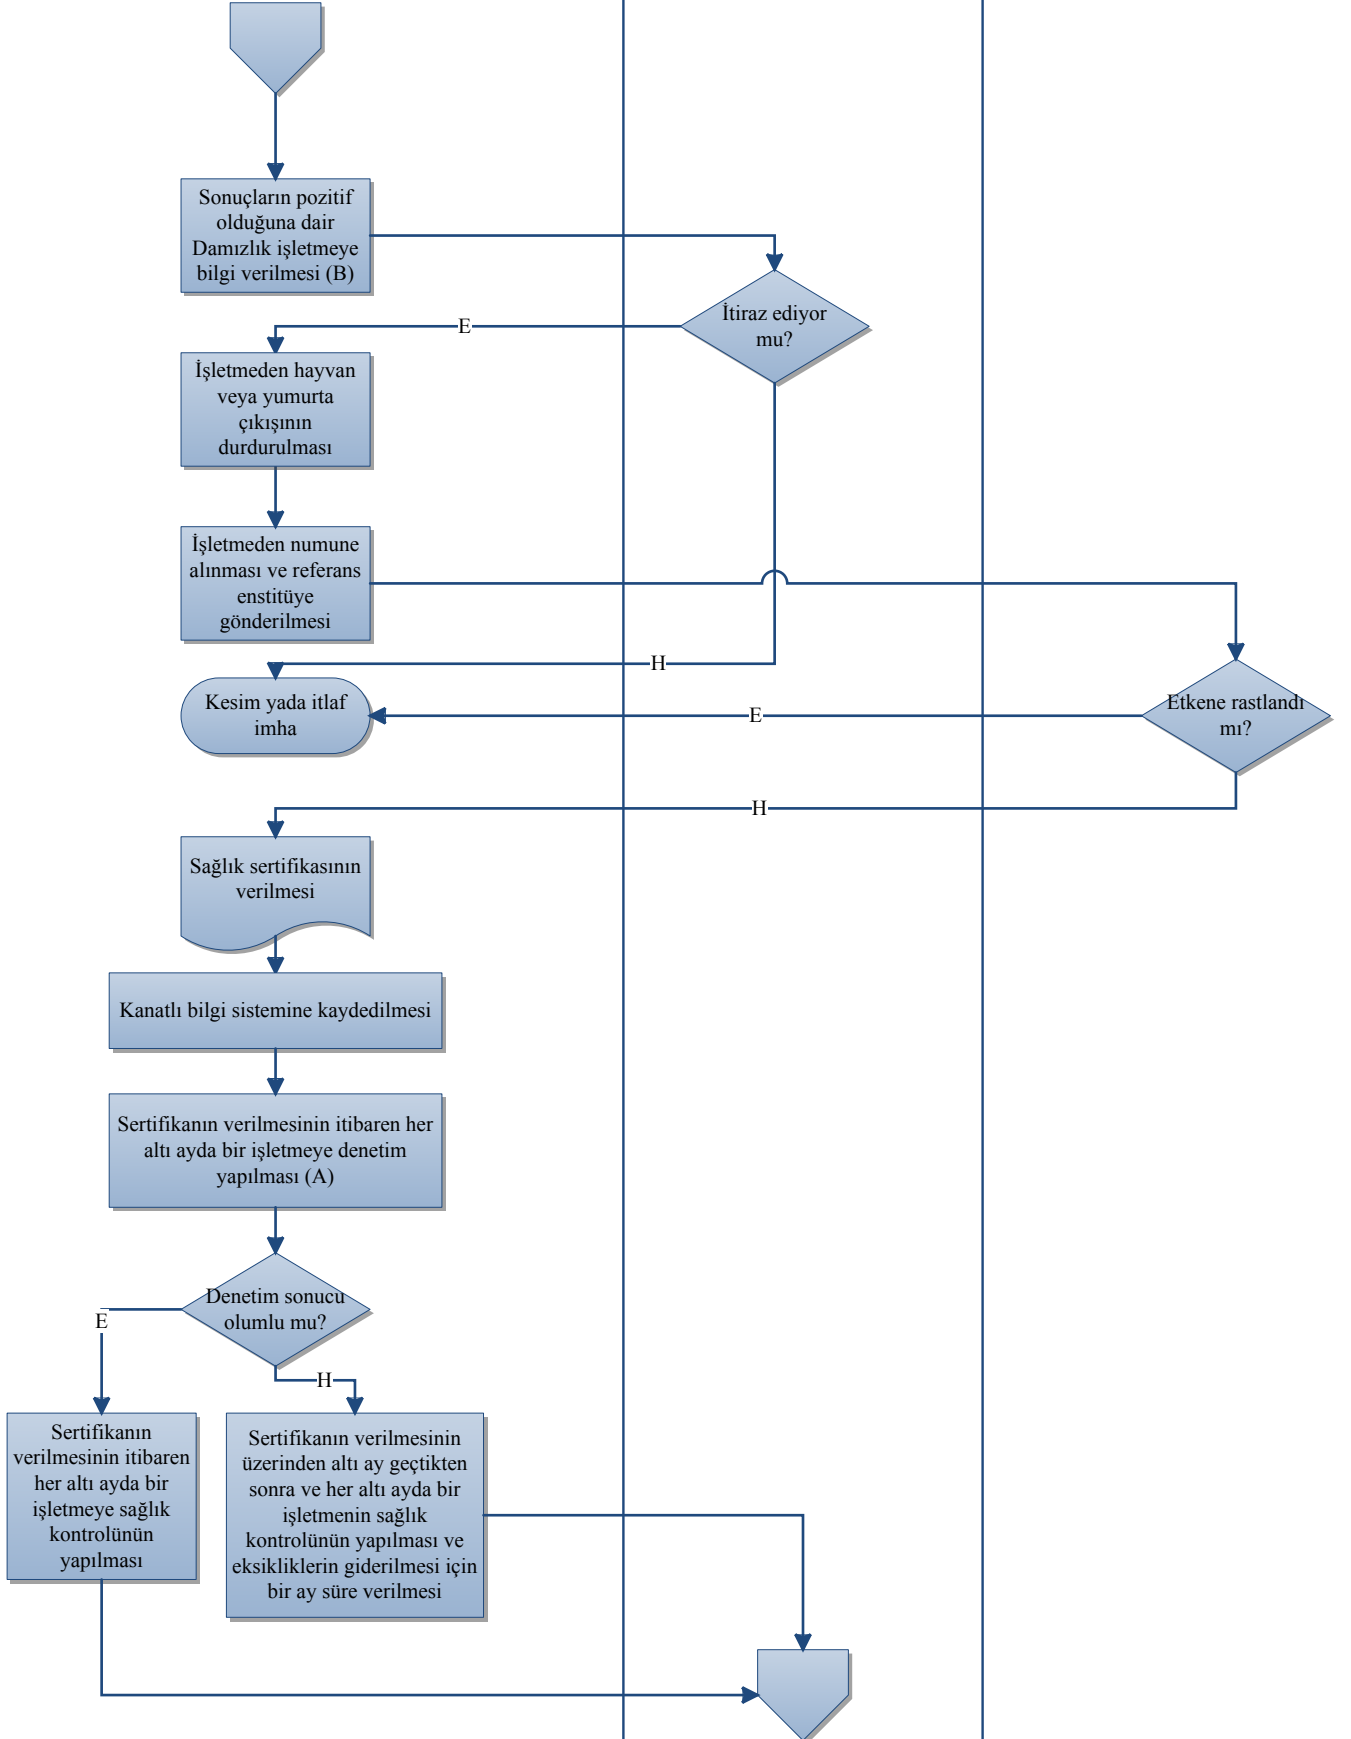 Sonuçların pozitif
olduğuna dair
Damızlık işletmeye
bilgi verilmesi (B)
İtiraz ediyor
mu?
E
İşletmeden hayvan
veya yumurta
çıkışının
durdurulması
İşletmeden numune
alınması ve referans
enstitüye
gönderilmesi
H
Kesim yada itlaf
imha
E
Etkene rastlandı
mı?
H
Sağlık sertifikasının
verilmesi
Kanatlı bilgi sistemine kaydedilmesi
Sertifikanın verilmesinin itibaren her
altı ayda bir işletmeye denetim
yapılması (A)
Denetim sonucu
olumlu mu?
E
H
Sertifikanın
verilmesinin itibaren
her altı ayda bir
işletmeye sağlık
kontrolünün
yapılması
Sertifikanın verilmesinin
üzerinden altı ay geçtikten
sonra ve her altı ayda bir
işletmenin sağlık
kontrolünün yapılması ve
eksikliklerin giderilmesi için
bir ay süre verilmesi